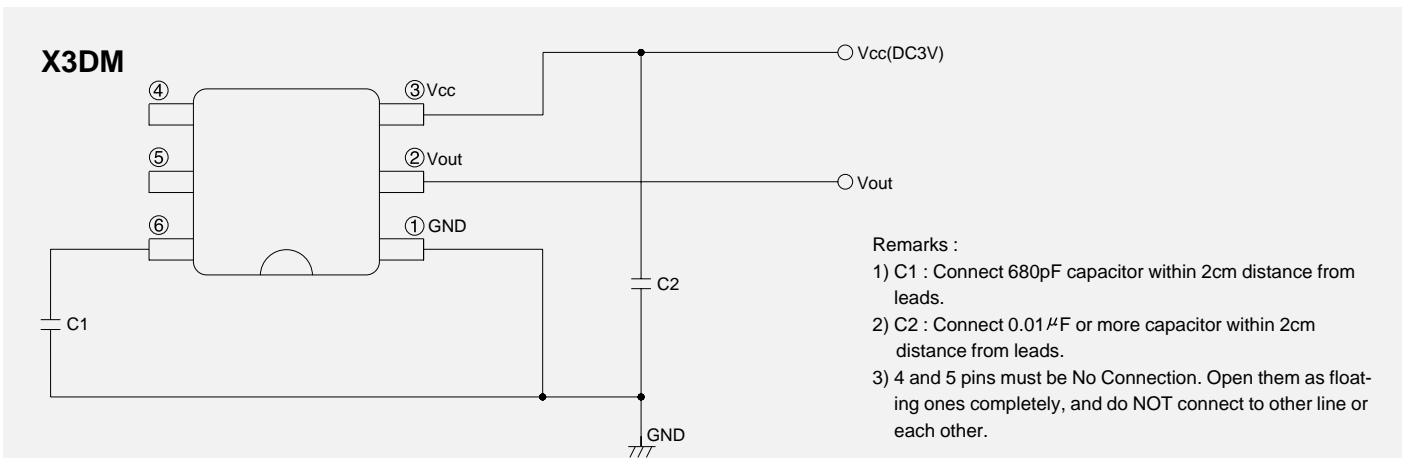 X3DM
④
③Vcc
Vcc(DC3V)
⑤
②Vout
Vout
⑥
①GND
C1
C2
GND
Remarks :
1) C1 : Connect 680pF capacitor within 2cm distance from
leads.
2) C2 : Connect 0.01μF or more capacitor within 2cm
distance from leads.
3) 4 and 5 pins must be No Connection. Open them as float-
ing ones completely, and do NOT connect to other line or
each other.